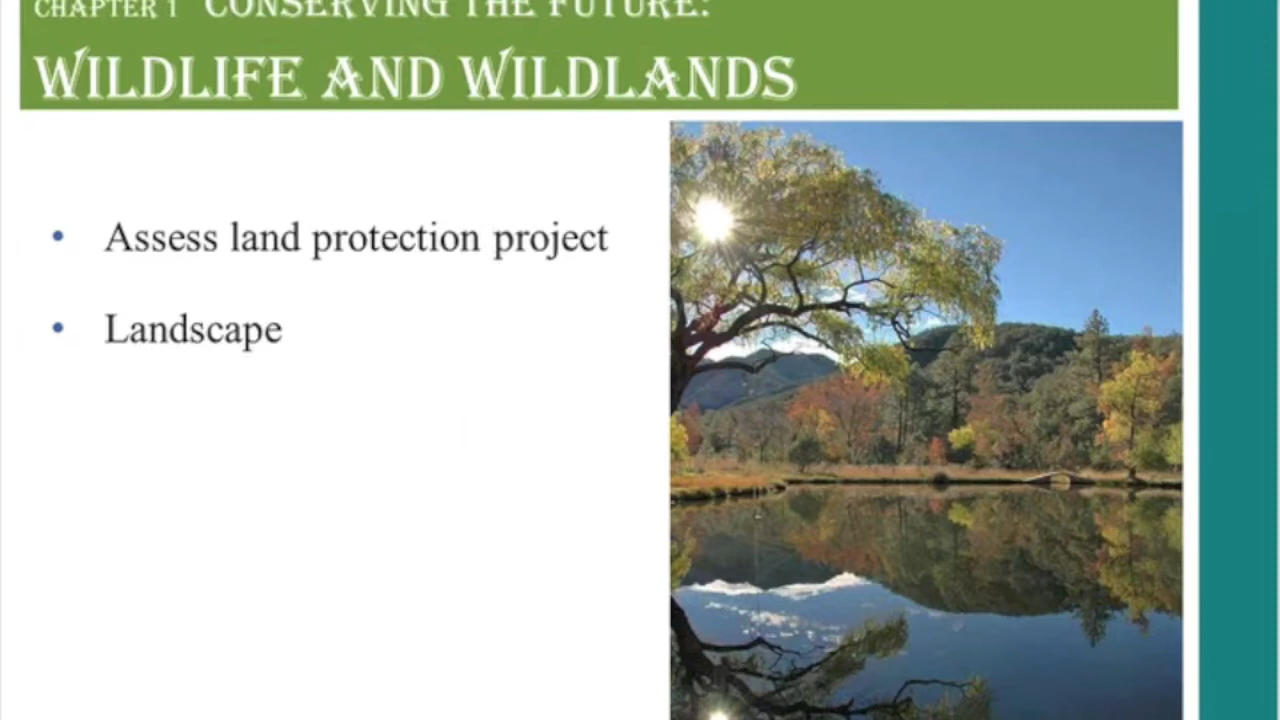 CHAPTER 1 CONSERVING THE FUTURE:
WILDLIFE AND WILDLANDS
• Assess land protection project
• Landscape